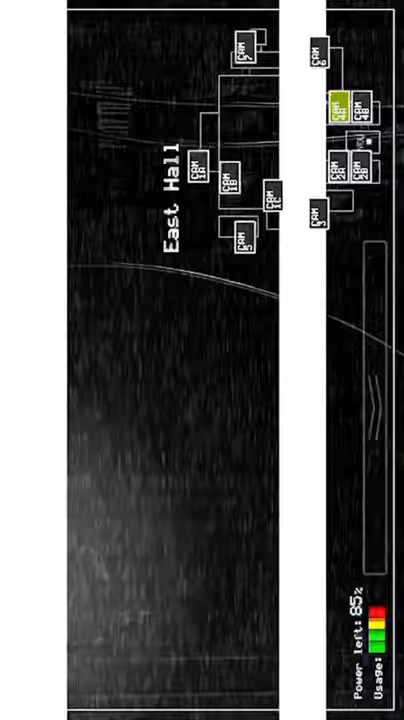 East Hall
CAM 1A
CAM 1B
CAM 5
CAM 1C
CAM 7
CAM 3
CAM 6
CAM 2A
CAM 2B
CAM 4A
CAM 4B
YOU
Power left: 85%
Usage: